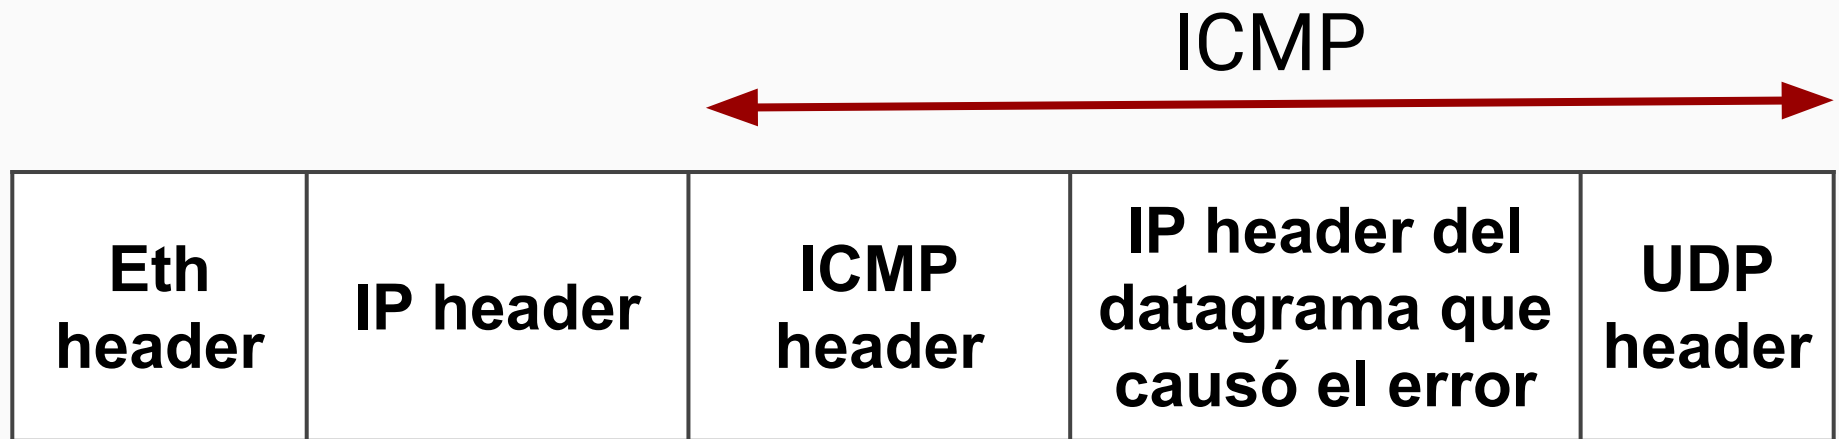 ICMP
Eth
header
IP header
ICMP
header
IP header del
datagrama que
causó el error
UDP
header